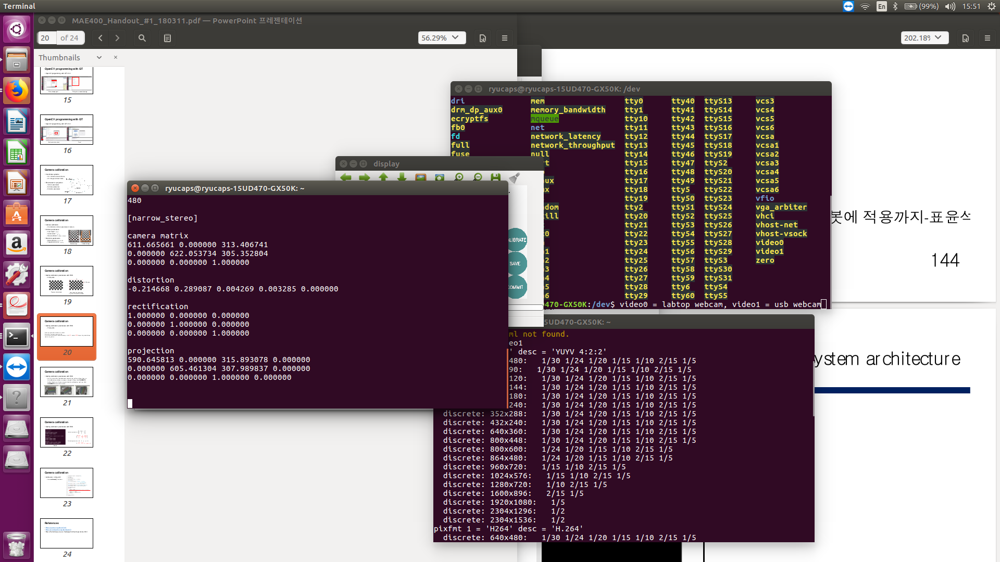 Terminal
En
(99%)
15:51
MAE400_Handout_#1_180311.pdf — PowerPoint 프레젠테이션
20 of 24
56.29%
202.18%
Thumbnails
OpenCV programming with QT
15
OpenCV programming with QT
16
Camera calibration
17
Camera calibration
18
Camera calibration
19
Camera calibration
20
Camera calibration
21
Camera calibration
22
Camera calibration
23
References
24
ryucaps@ryucaps-15UD470-GX50K: /dev
dri mem tty0 tty40 ttyS13 vcs3
drm_dp_aux0 memory_bandwidth tty1 tty41 ttyS14 vcs4
ecryptfs mqueue tty10 tty42 ttyS15 vcs5
fb0 net tty11 tty43 ttyS16 vcs6
fd network_latency tty12 tty44 ttyS17 vcsa
full network_throughput tty13 tty45 ttyS18 vcsa1
fuse null tty14 tty46 ttyS19 vcsa2
rt tty15 tty47 ttyS2 vcsa3
tty16 tty48 ttyS20 vcsa4
ux tty17 tty49 ttyS21 vcsa5
x tty18 tty5 ttyS22 vcsa6
tty19 tty50 ttyS23 vfio
dom tty2 tty51 ttyS24 vga_arbiter
ill tty20 tty52 ttyS25 vhci
tty21 tty53 ttyS26 vhost-net
0 tty22 tty54 ttyS27 vhost-vsock
tty23 tty55 ttyS28 video0
1 tty24 tty56 ttyS29 video1
2 tty25 tty57 ttyS3 zero
3 tty26 tty58 ttyS30
4 tty27 tty59 ttyS31
5 tty28 tty6 ttyS4
6 tty29 tty60 ttyS5
470-GX50K:/dev$ video0 = labtop webcam, video1 = usb webcam
display
ALIBRATE
SAVE
COMMIT
ryucaps@ryucaps-15UD470-GX50K: ~
480
[narrow_stereo]
camera matrix
611.665661 0.000000 313.406741
0.000000 622.053734 305.352804
0.000000 0.000000 1.000000
distortion
-0.214668 0.289087 0.004269 0.003285 0.000000
rectification
1.000000 0.000000 0.000000
0.000000 1.000000 0.000000
0.000000 0.000000 1.000000
projection
590.645813 0.000000 315.893078 0.000000
0.000000 605.461304 307.989837 0.000000
0.000000 0.000000 1.000000 0.000000
5UD470-GX50K: ~
ml not found.
eo1
' desc = 'YUYV 4:2:2'
480: 1/30 1/24 1/20 1/15 1/10 2/15 1/5
90: 1/30 1/24 1/20 1/15 1/10 2/15 1/5
120: 1/30 1/24 1/20 1/15 1/10 2/15 1/5
144: 1/30 1/24 1/20 1/15 1/10 2/15 1/5
180: 1/30 1/24 1/20 1/15 1/10 2/15 1/5
240: 1/30 1/24 1/20 1/15 1/10 2/15 1/5
discrete: 352x288: 1/30 1/24 1/20 1/15 1/10 2/15 1/5
discrete: 432x240: 1/30 1/24 1/20 1/15 1/10 2/15 1/5
discrete: 640x360: 1/30 1/24 1/20 1/15 1/10 2/15 1/5
discrete: 800x448: 1/30 1/24 1/20 1/15 1/10 2/15 1/5
discrete: 800x600: 1/24 1/20 1/15 1/10 2/15 1/5
discrete: 864x480: 1/24 1/20 1/15 1/10 2/15 1/5
discrete: 960x720: 1/15 1/10 2/15 1/5
discrete: 1024x576: 1/15 1/10 2/15 1/5
discrete: 1280x720: 1/10 2/15 1/5
discrete: 1600x896: 2/15 1/5
discrete: 1920x1080: 1/5
discrete: 2304x1296: 1/2
discrete: 2304x1536: 1/2
pixfmt 1 = 'H264' desc = 'H.264'
discrete: 640x480: 1/30 1/24 1/20 1/15 1/10 2/15 1/5
봇에 적용까지-표윤석
144
ystem architecture